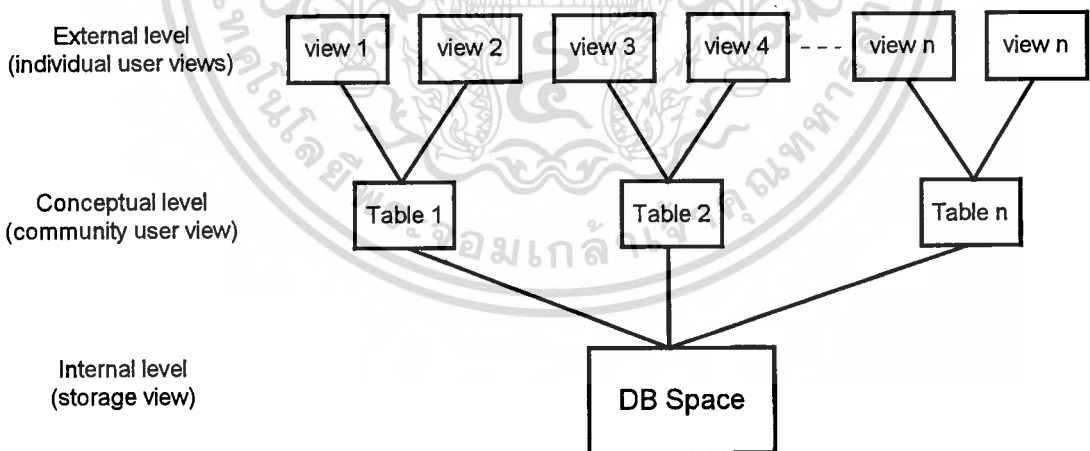 External level
(individual user views)
view 1
view 2
view 3
view 4
view n
view n
Conceptual level
(community user view)
Table 1
Table 2
Table n
Internal level
(storage view)
DB Space